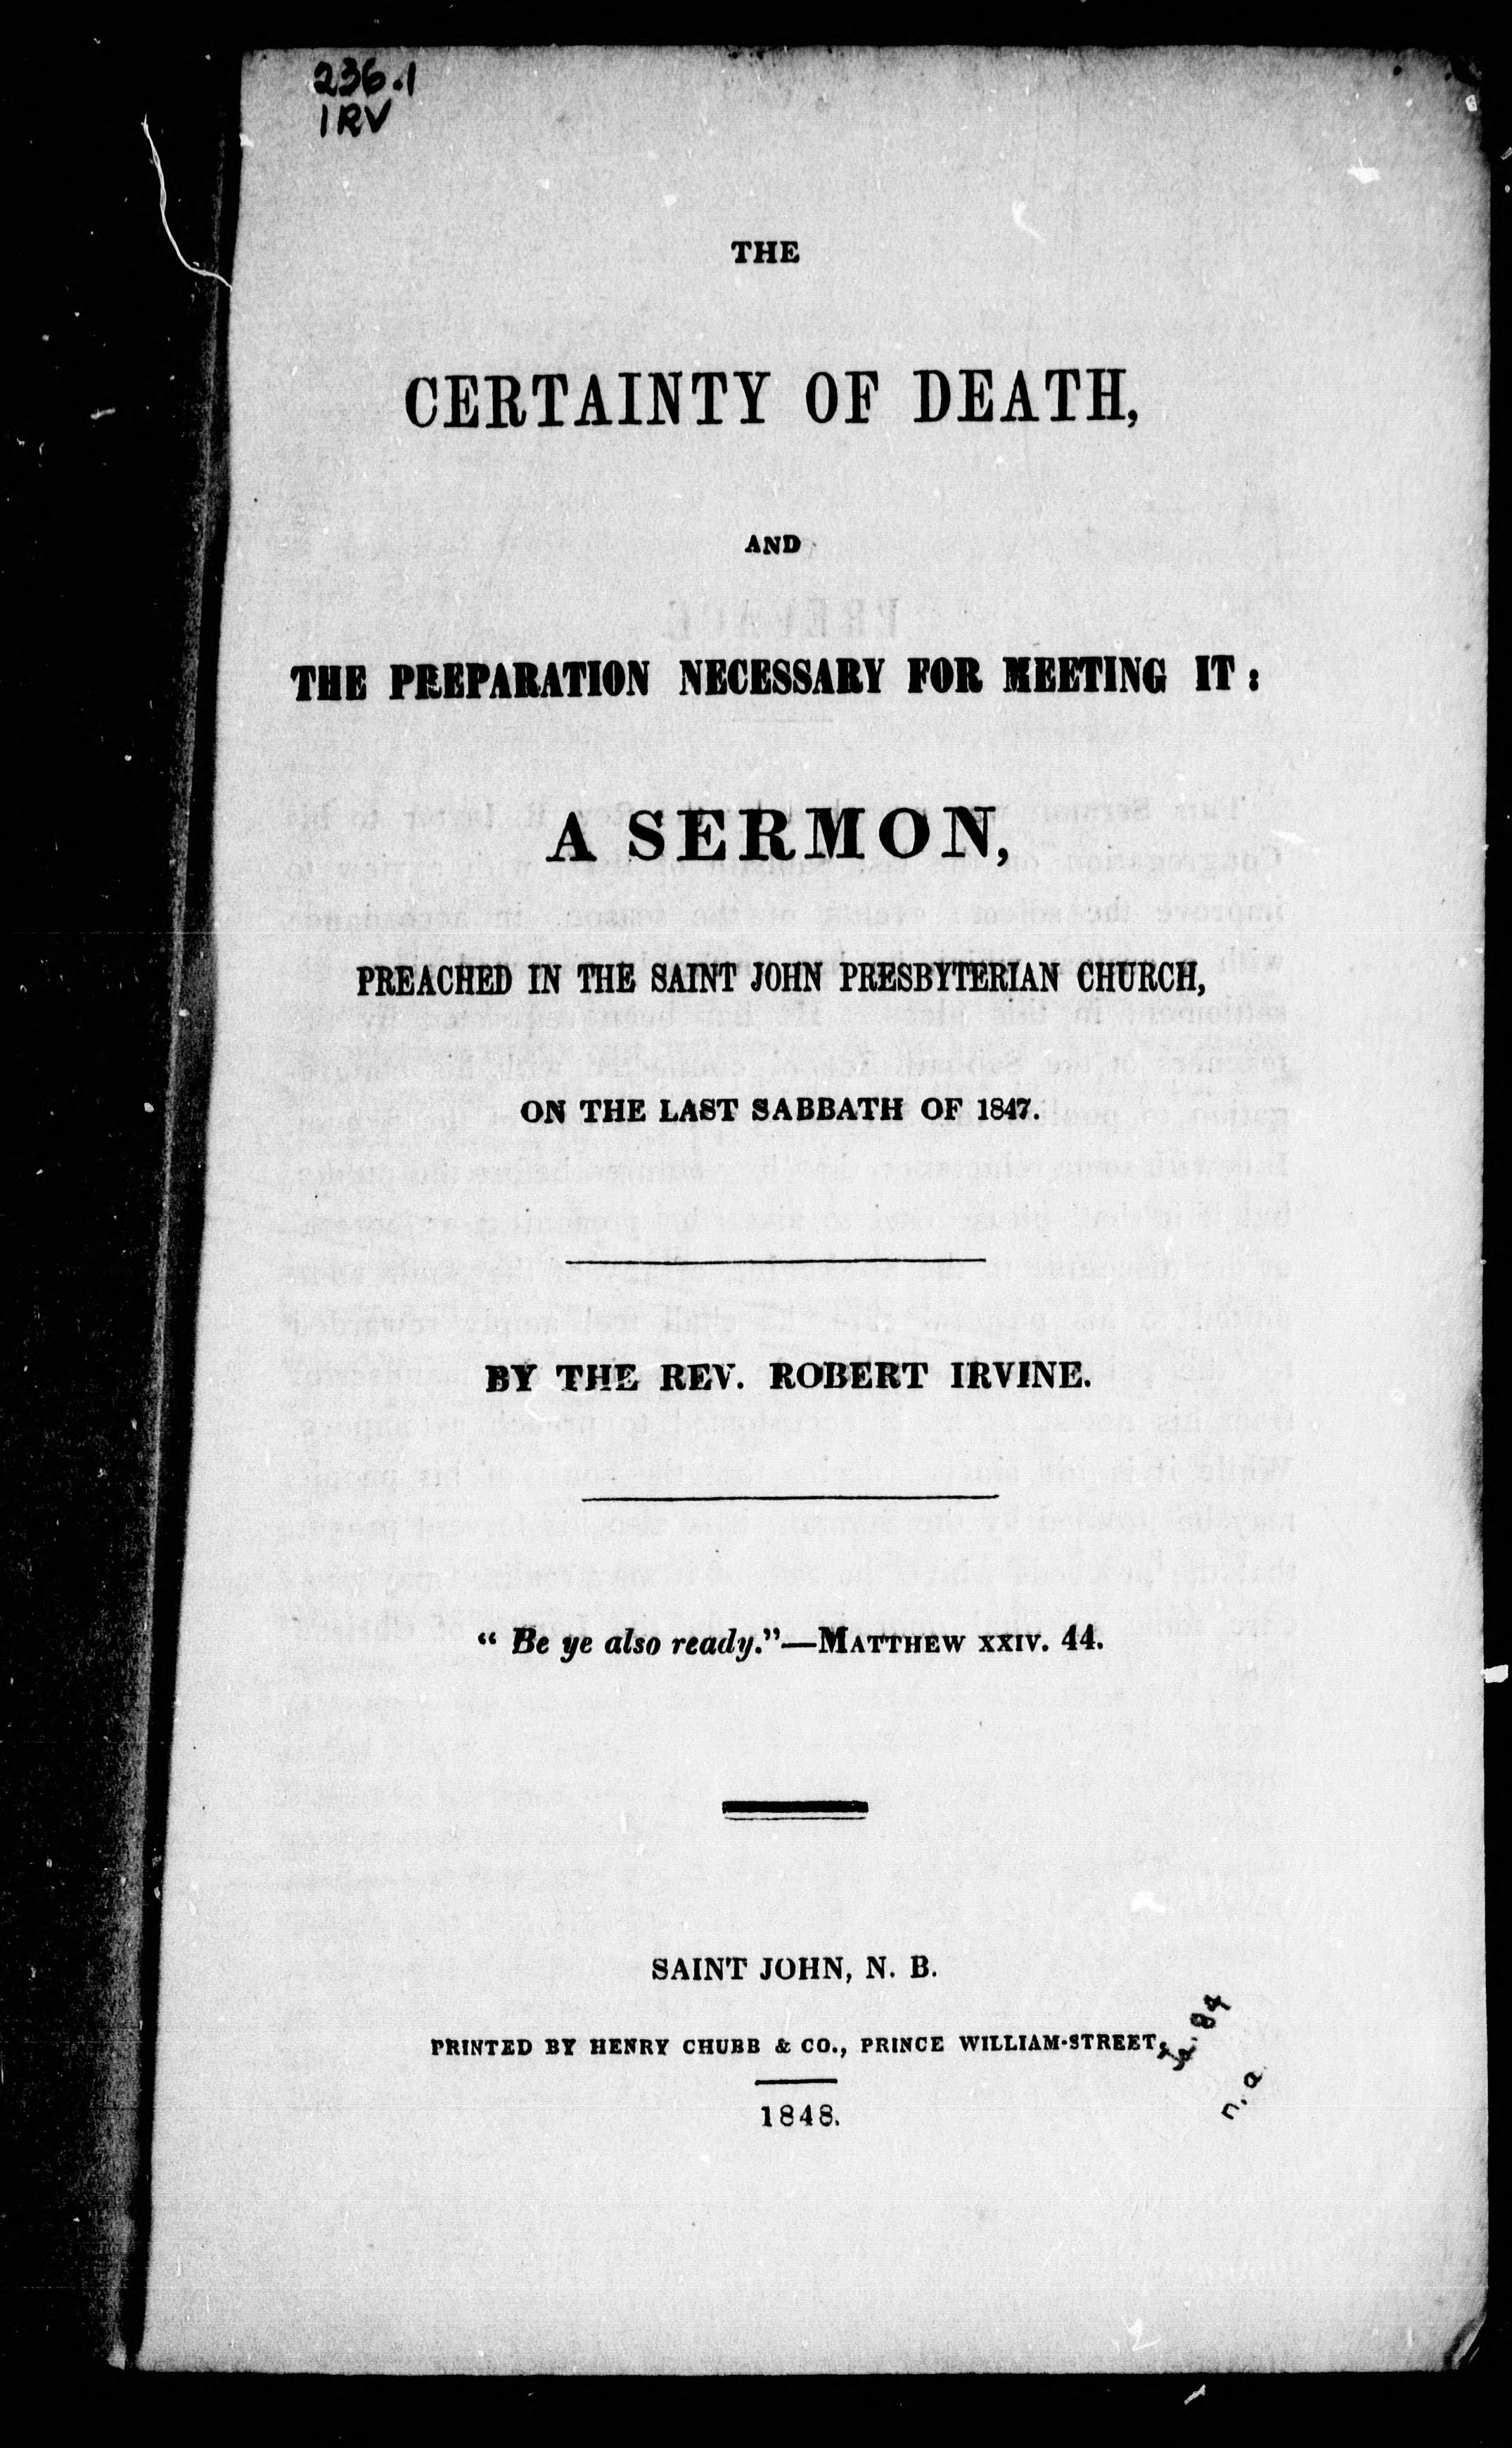 236.1
IRV
THE
CERTAINTY OF DEATH,
AND
THE PREPARATION NECESSARY FOR MEETING IT:
A SERMON,
PREACHED IN THE SAINT JOHN PRESBYTERIAN CHURCH,
ON THE LAST SABBATH OF 1847.
BY THE REV. ROBERT IRVINE.
"Be ye also ready."—MATTHEW XXIV. 44.
SAINT JOHN, N. B.
PRINTED BY HENRY CHUBB & CO., PRINCE WILLIAM-STREET,
1848.
n.a